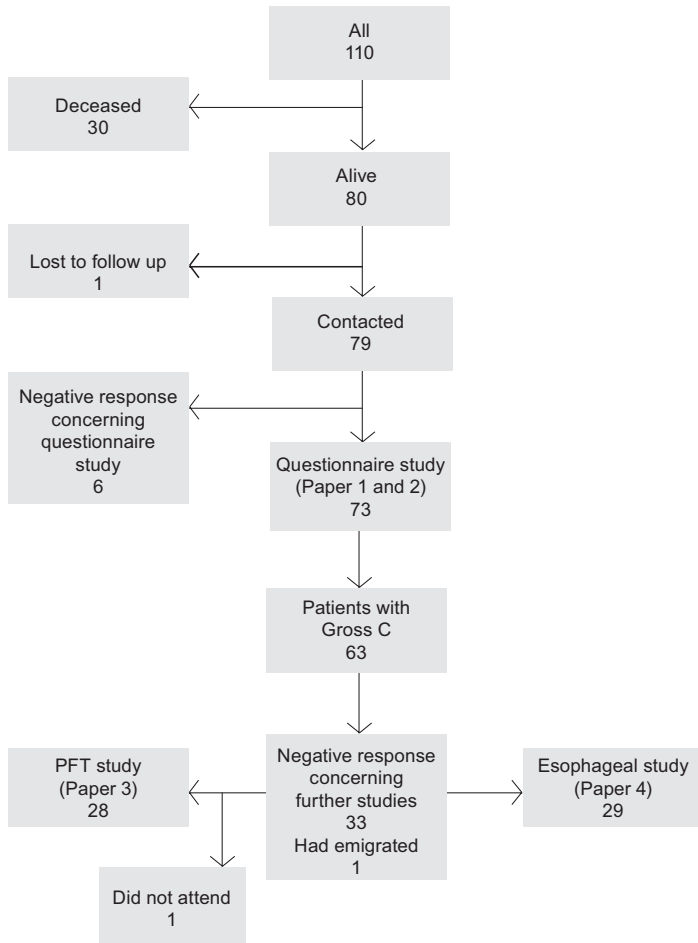 All
110
Deceased
30
Alive
80
Lost to follow up
1
Contacted
79
Negative response
concerning
questionnaire
study
6
Questionnaire study
(Paper 1 and 2)
73
Patients with
Gross C
63
PFT study
(Paper 3)
28
Negative response
concerning
further studies
33
Had emigrated
1
Esophageal study
(Paper 4)
29
Did not attend
1